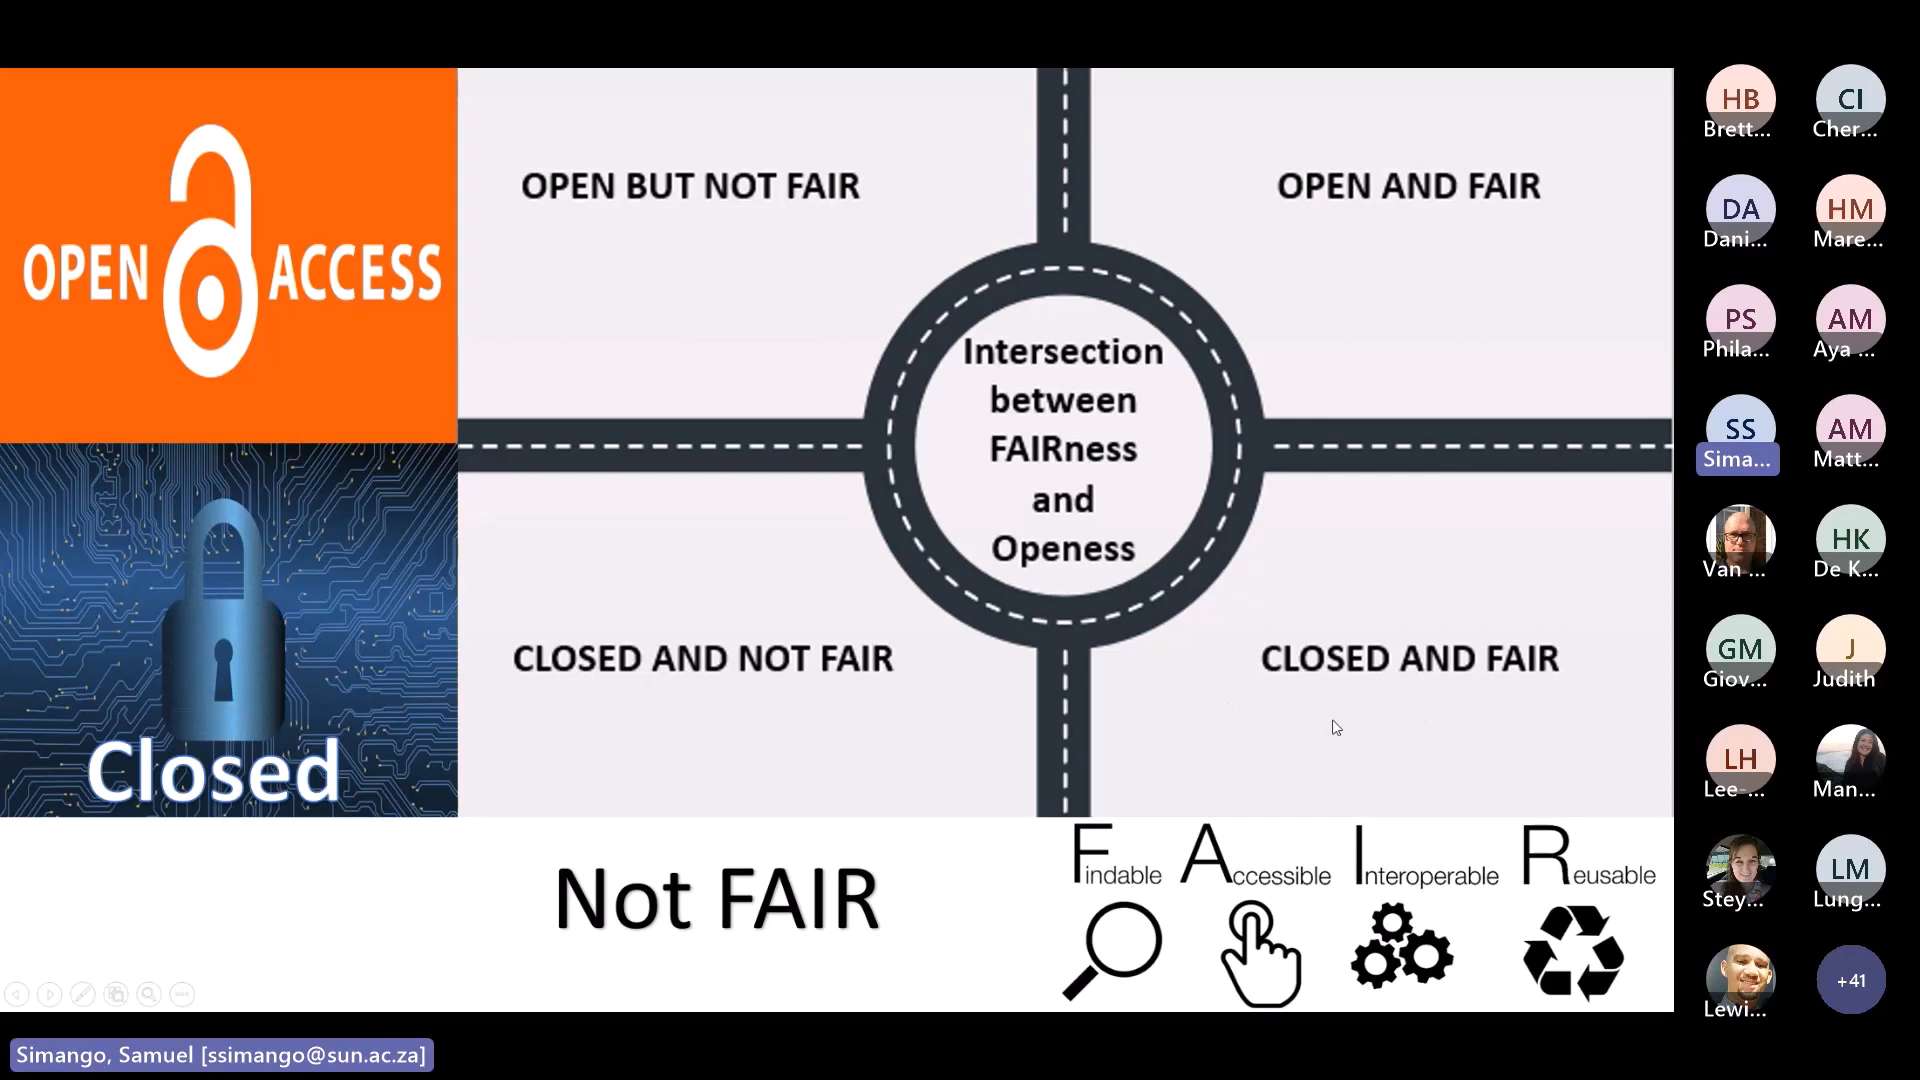 OPEN ACCESS
Closed
OPEN BUT NOT FAIR
OPEN AND FAIR
Intersection
between
FAIRness
and
Openess
CLOSED AND NOT FAIR
CLOSED AND FAIR
Not FAIR
Findable Accessible Interoperable Reusable
HB CI
Brett... Cher...
DA HM
Dani... Mare...
PS AM
Phila... Aya ...
SS AM
Sima... Matt...
HK
Van ... De K...
GM J
Giov... Judith
LH
Lee-... Man...
LM
Stey... Lung...
+41
Lewi...
Simango, Samuel [ssimango@sun.ac.za]